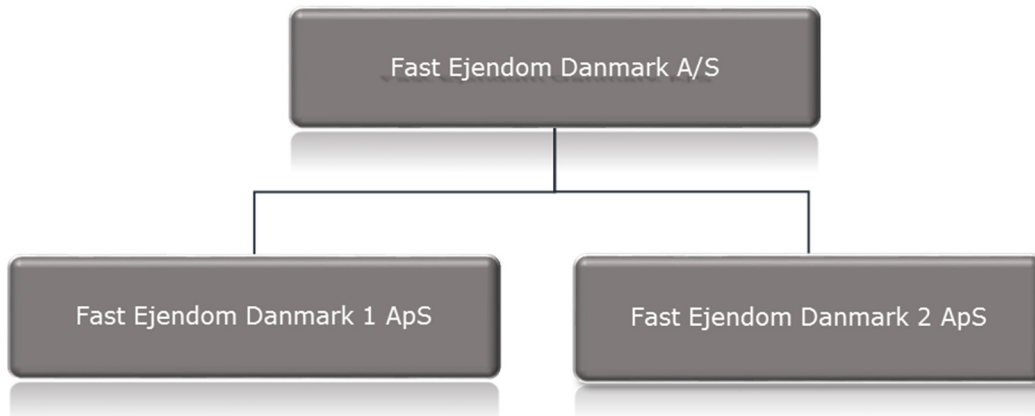 Fast Ejendom Danmark A/S
Fast Ejendom Danmark 1 ApS
Fast Ejendom Danmark 2 ApS